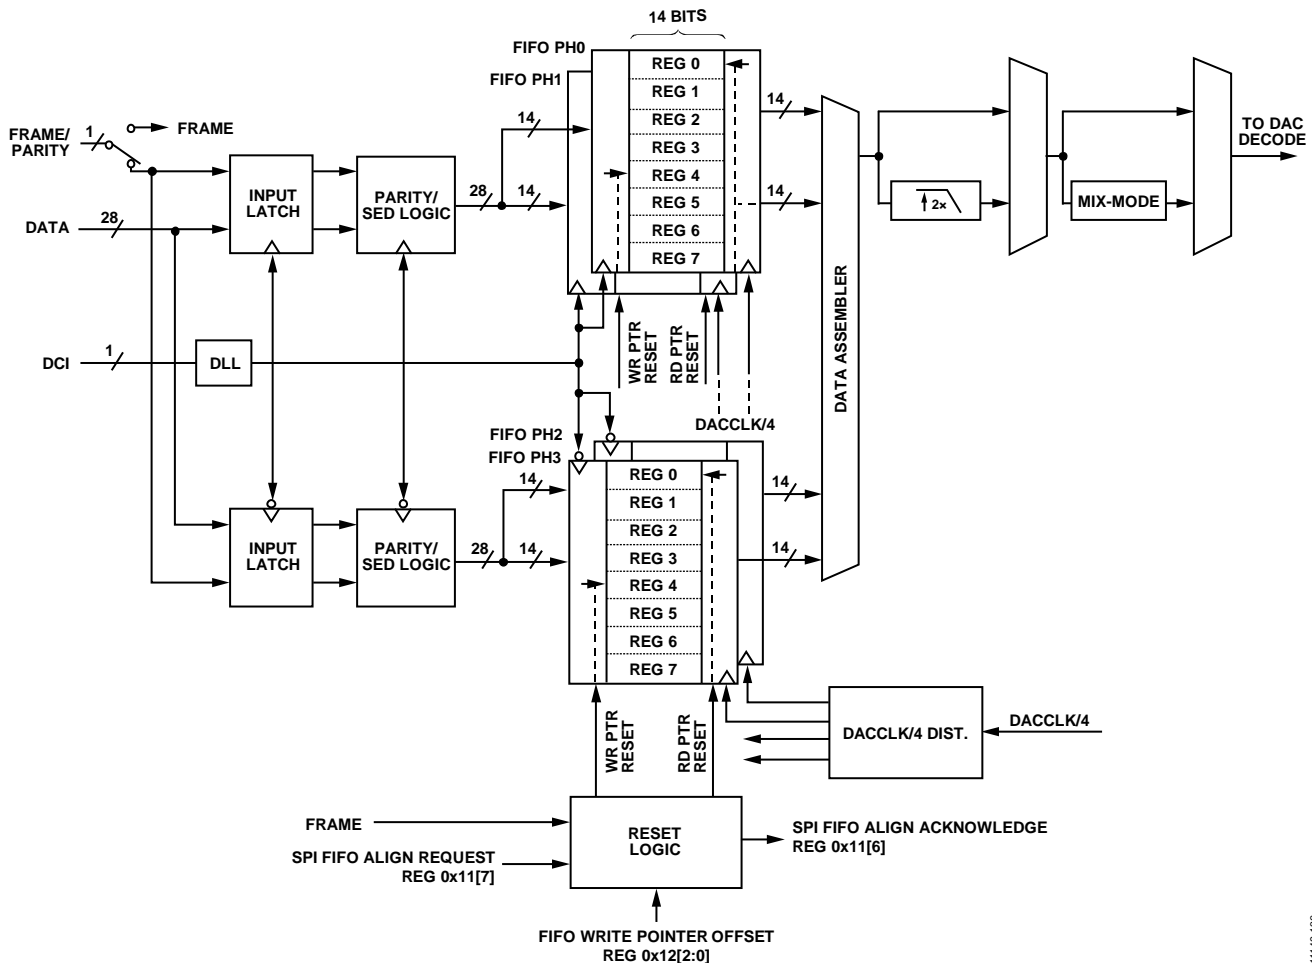 14 BITS
FIFO PH0
FIFO PH1
REG 0
REG 1
REG 2
REG 3
REG 4
REG 5
REG 6
REG 7
FRAME/
PARITY
1
FRAME
DATA
28
INPUT
LATCH
PARITY/
SED LOGIC
28
14
14
14
14
DATA ASSEMBLER
2×
MIX-MODE
TO DAC
DECODE
DCI
1
DLL
WR PTR
RESET
RD PTR
RESET
DACCLK/4
FIFO PH2
FIFO PH3
REG 0
REG 1
REG 2
REG 3
REG 4
REG 5
REG 6
REG 7
INPUT
LATCH
PARITY/
SED LOGIC
28
14
14
14
14
WR PTR
RESET
RD PTR
RESET
DACCLK/4 DIST.
DACCLK/4
FRAME
SPI FIFO ALIGN REQUEST
REG 0x11[7]
RESET
LOGIC
SPI FIFO ALIGN ACKNOWLEDGE
REG 0x11[6]
FIFO WRITE POINTER OFFSET
REG 0x12[2:0]